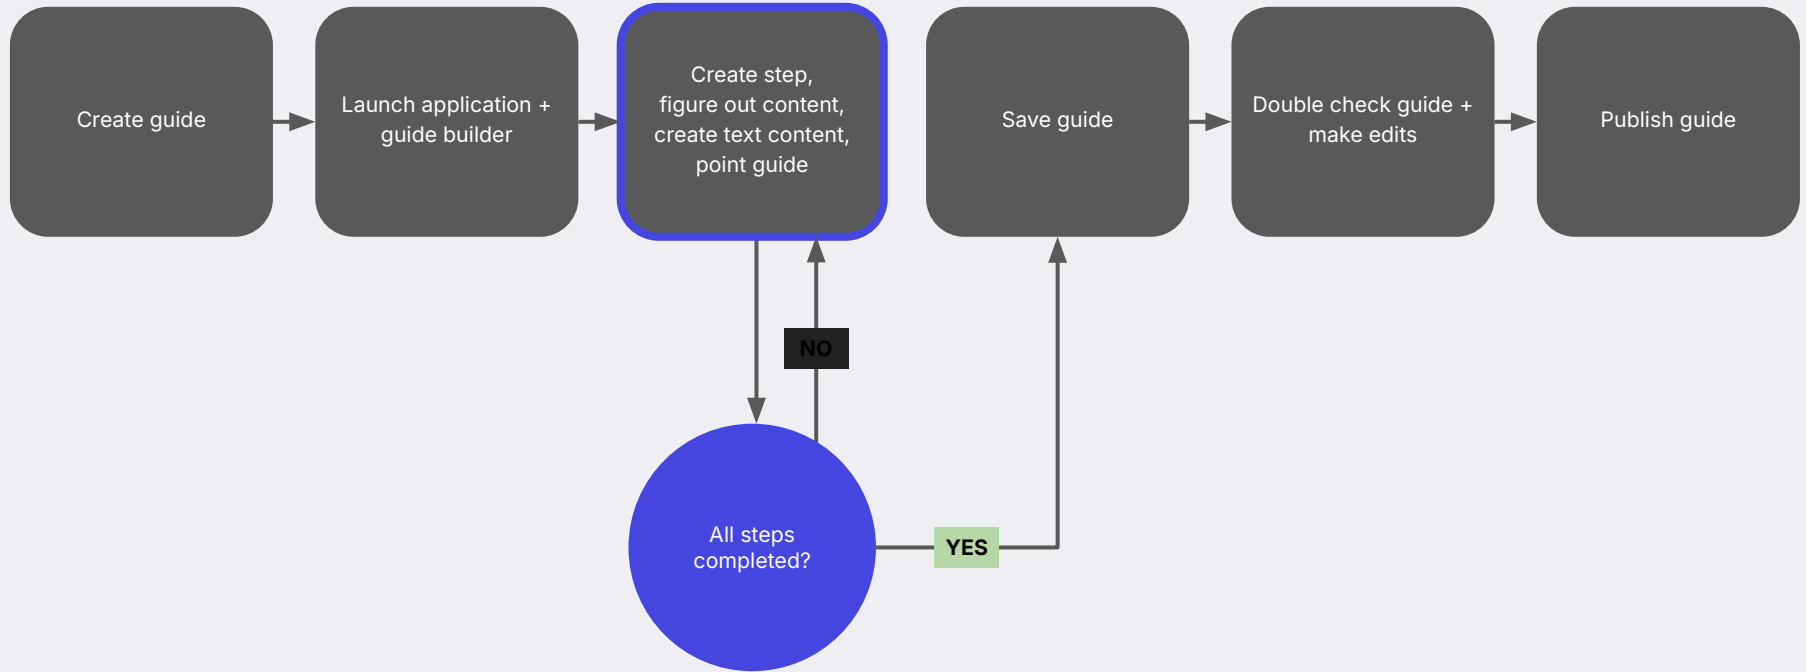 Create guide
Launch application +
guide builder
Create step,
figure out content,
create text content,
point guide
Save guide
Double check guide +
make edits
Publish guide
NO
All steps
completed?
YES